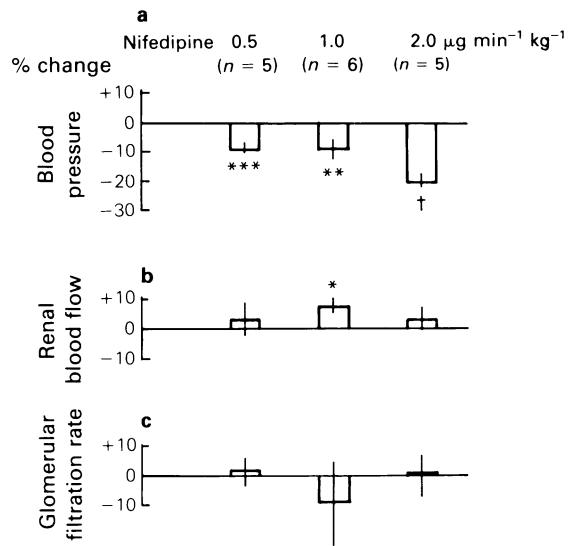 a
Nifedipine 0.5 1.0 2.0 μg min⁻¹ kg⁻¹
% change (n = 5) (n = 6) (n = 5)
Blood pressure
+10
0
−10
−20
−30
***
**
†
b
Renal blood flow
+10
0
−10
*
c
Glomerular filtration rate
+10
0
−10